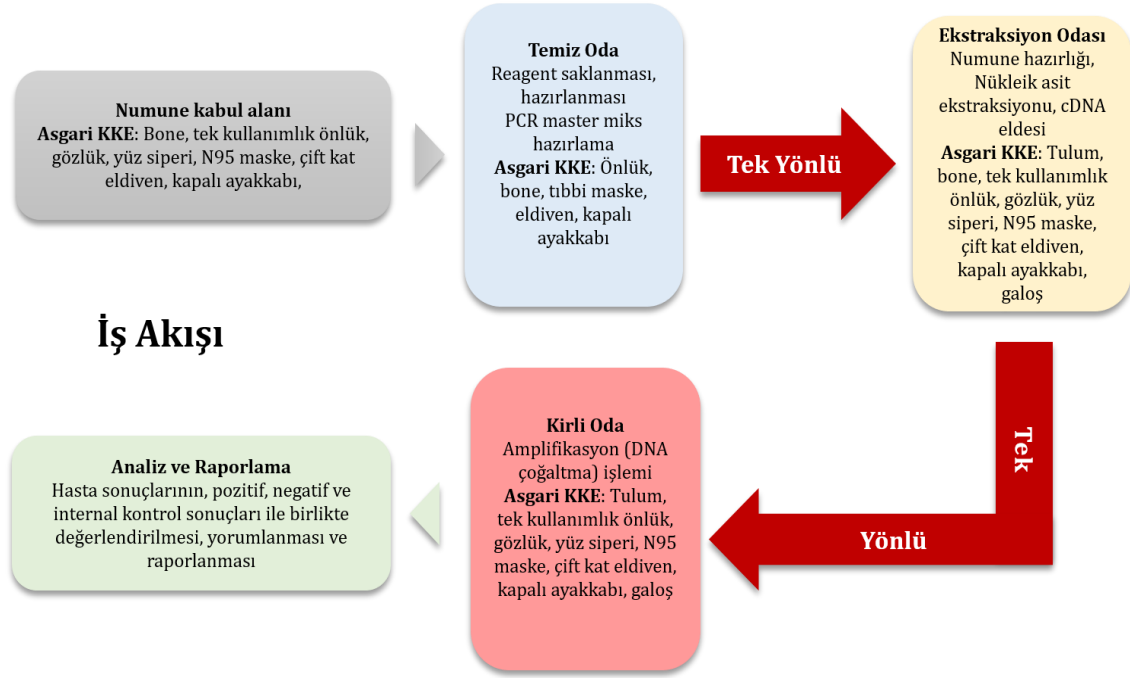 Numune kabul alanı
Asgari KKE: Bone, tek kullanımlık önlük,
gözlük, yüz siperi, N95 maske, çift kat
eldiven, kapalı ayakkabı,
Temiz Oda
Reagent saklanması,
hazırlanması
PCR master miks
hazırlama
Asgari KKE: Önlük,
bone, tıbbi maske,
eldiven, kapalı
ayakkabı
Tek Yönlü
Ekstraksiyon Odası
Numune hazırlığı,
Nükleik asit
ekstraksiyonu, cDNA
eldesi
Asgari KKE: Tulum,
bone, tek kullanımlık
önlük, gözlük, yüz
siperi, N95 maske,
çift kat eldiven,
kapalı ayakkabı,
galoş
İş Akışı
Tek
Yönlü
Kirli Oda
Amplifikasyon (DNA
çoğaltma) işlemi
Asgari KKE: Tulum,
tek kullanımlık önlük,
gözlük, yüz siperi, N95
maske, çift kat eldiven,
kapalı ayakkabı, galoş
Analiz ve Raporlama
Hasta sonuçlarının, pozitif, negatif ve
internal kontrol sonuçları ile birlikte
değerlendirilmesi, yorumlanması ve
raporlanması